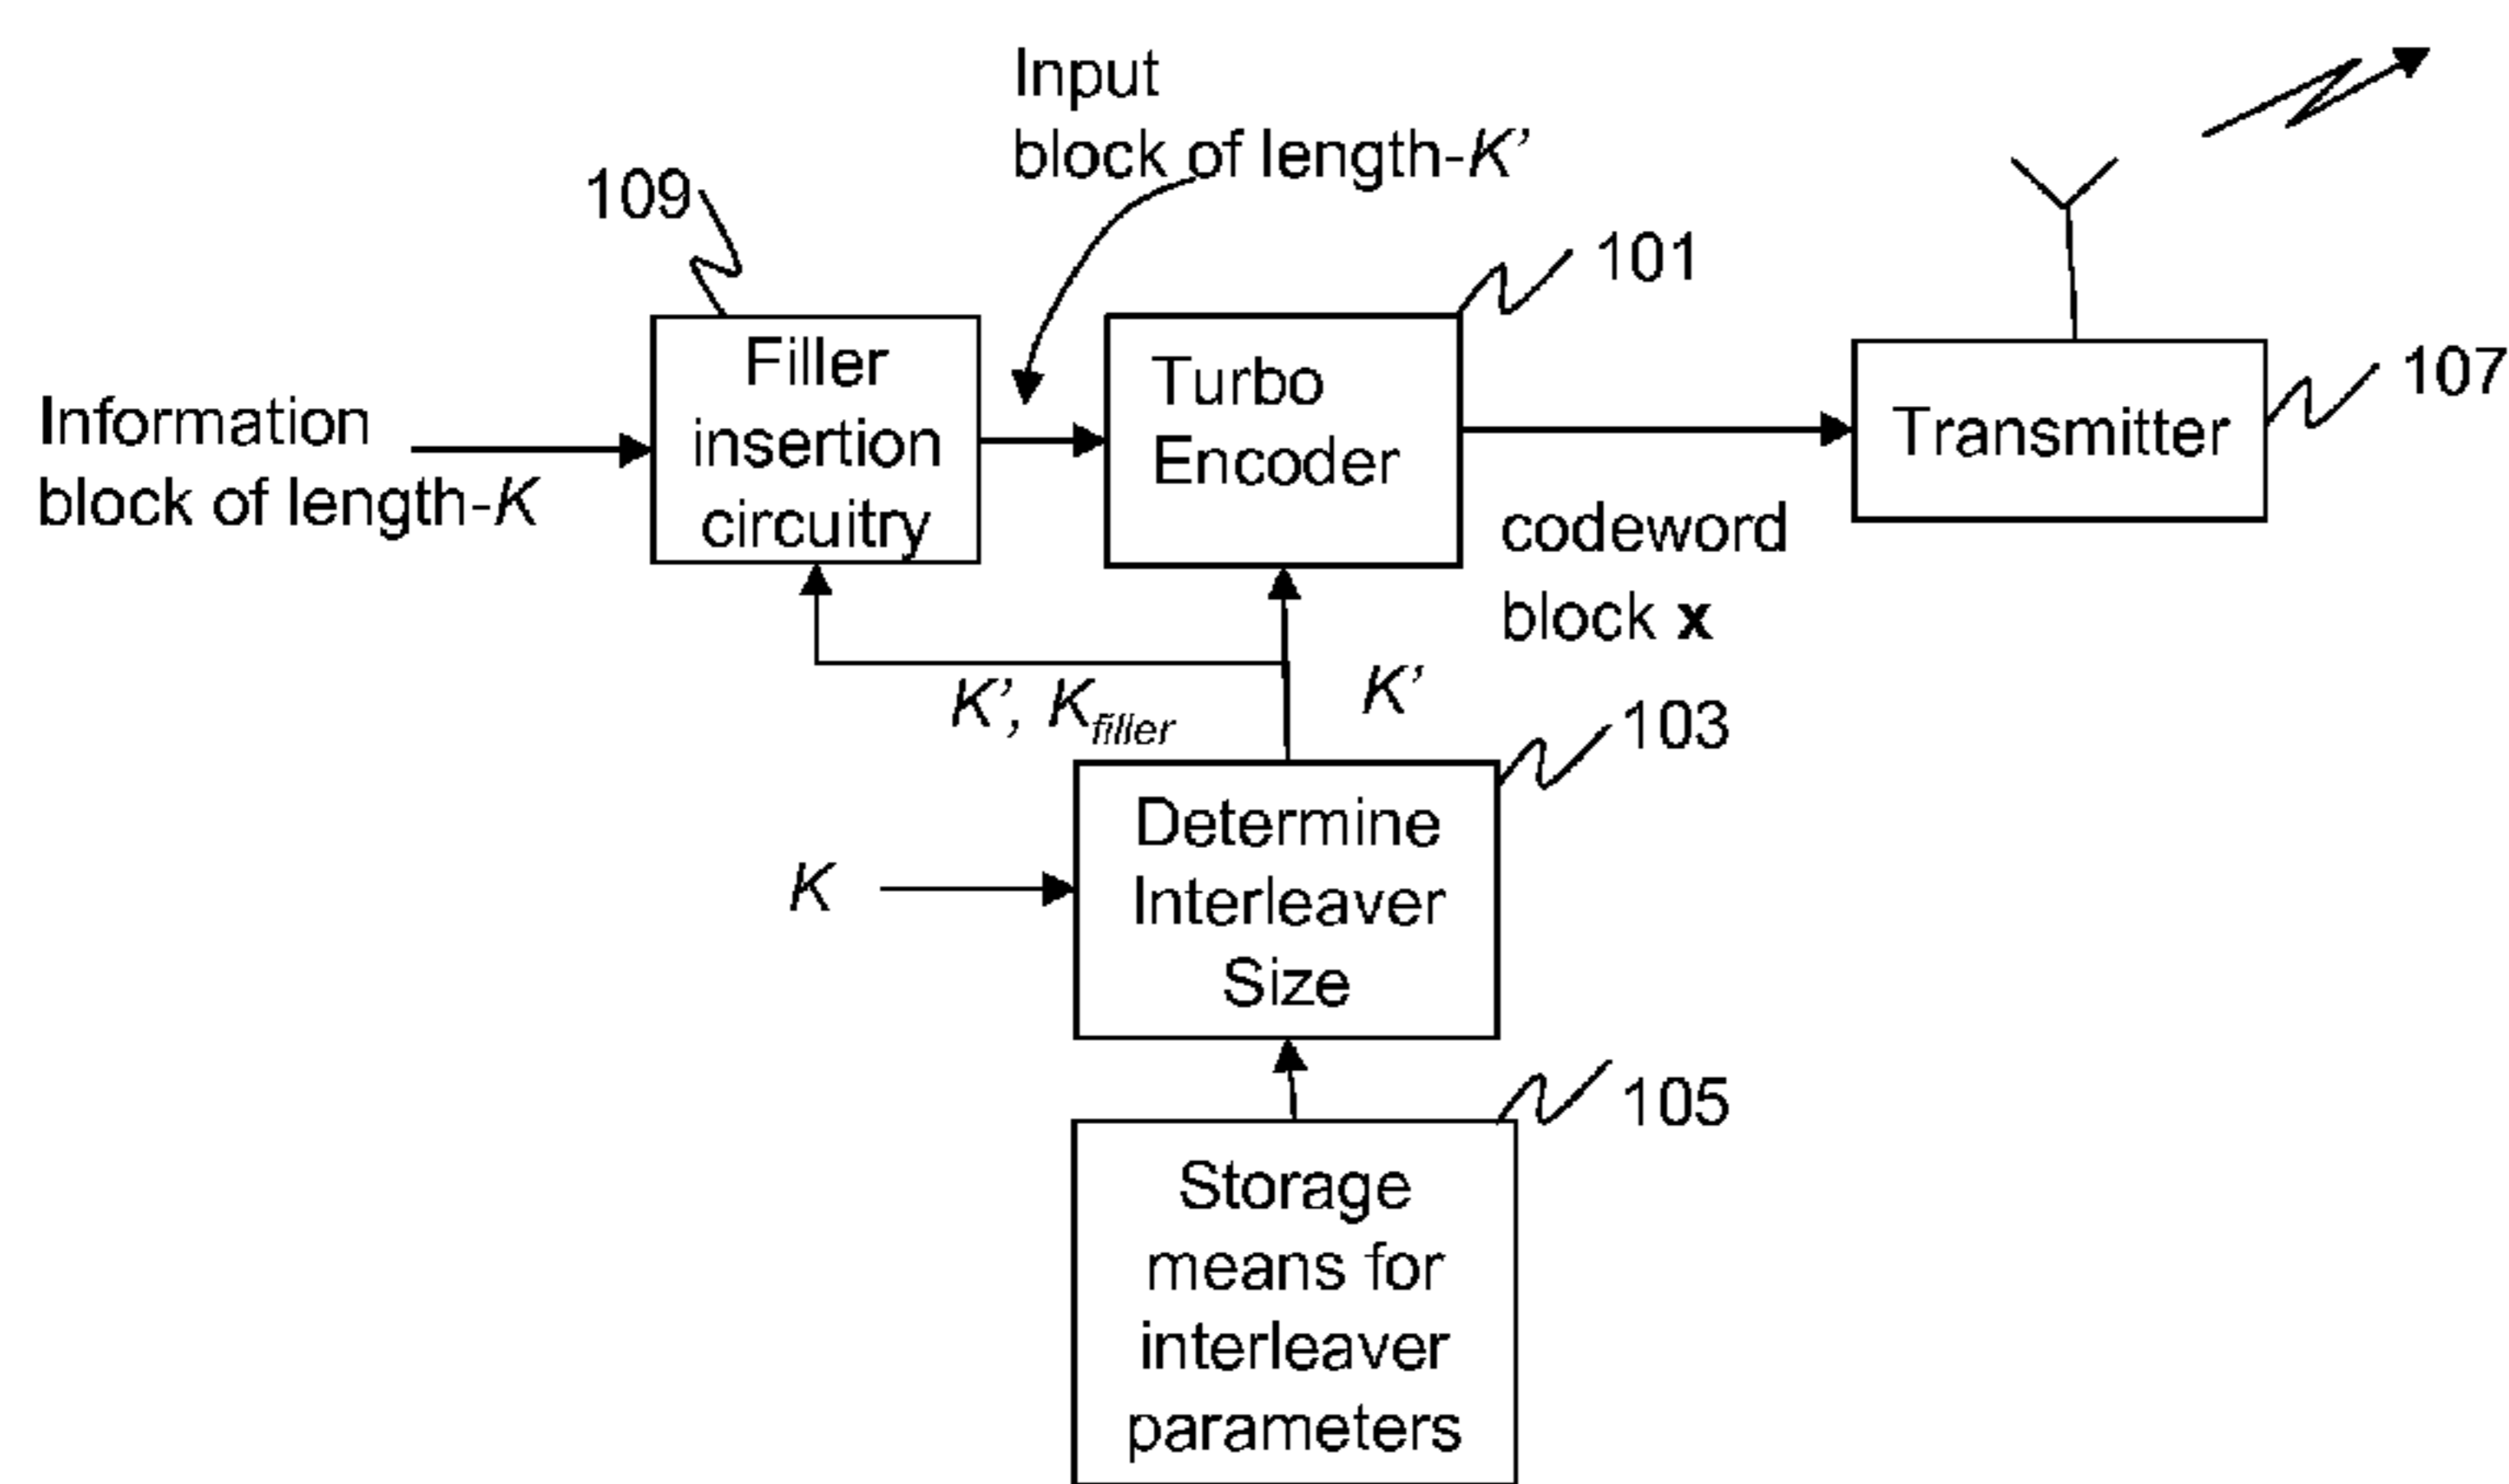 Input
block of length-K'
109
101
Filler
insertion
circuitry
Turbo
Encoder
Transmitter
107
Information
block of length-K
codeword
block x
K', K_filler
K'
103
Determine
Interleaver
Size
K
105
Storage
means for
interleaver
parameters